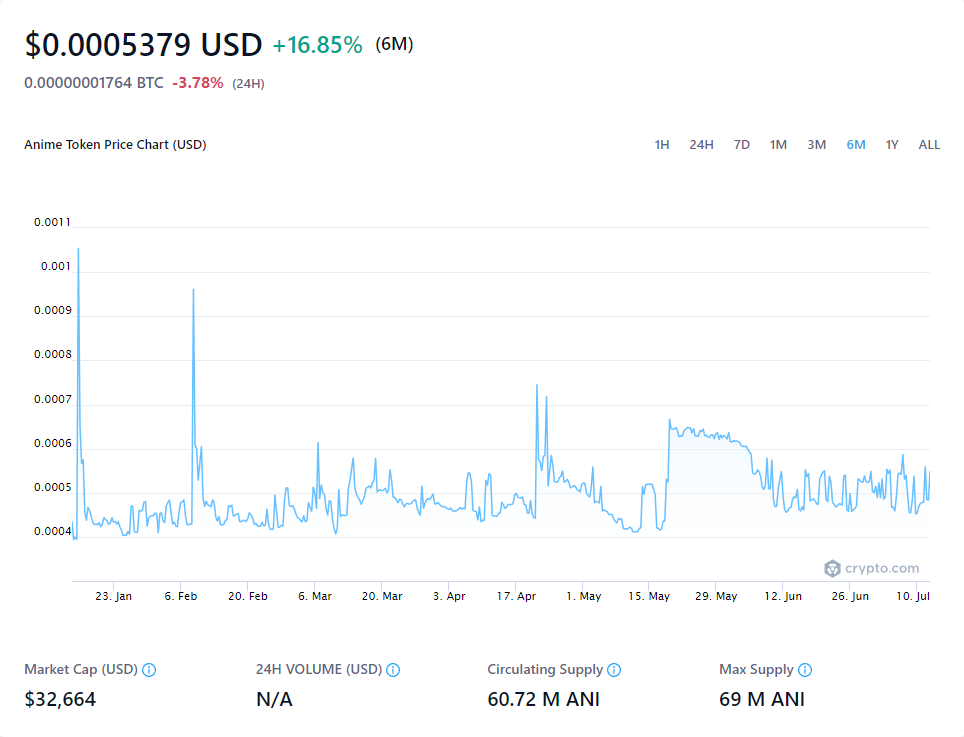 $0.0005379 USD +16.85% (6M)
0.00000001764 BTC -3.78% (24H)
Anime Token Price Chart (USD) 1H 24H 7D 1M 3M 6M 1Y ALL
0.0011
0.001
0.0009
0.0008
0.0007
0.0006
0.0005
0.0004
crypto.com
23. Jan 6. Feb 20. Feb 6. Mar 20. Mar 3. Apr 17. Apr 1. May 15. May 29. May 12. Jun 26. Jun 10. Jul
Market Cap (USD) 24H VOLUME (USD) Circulating Supply Max Supply
$32,664 N/A 60.72 M ANI 69 M ANI